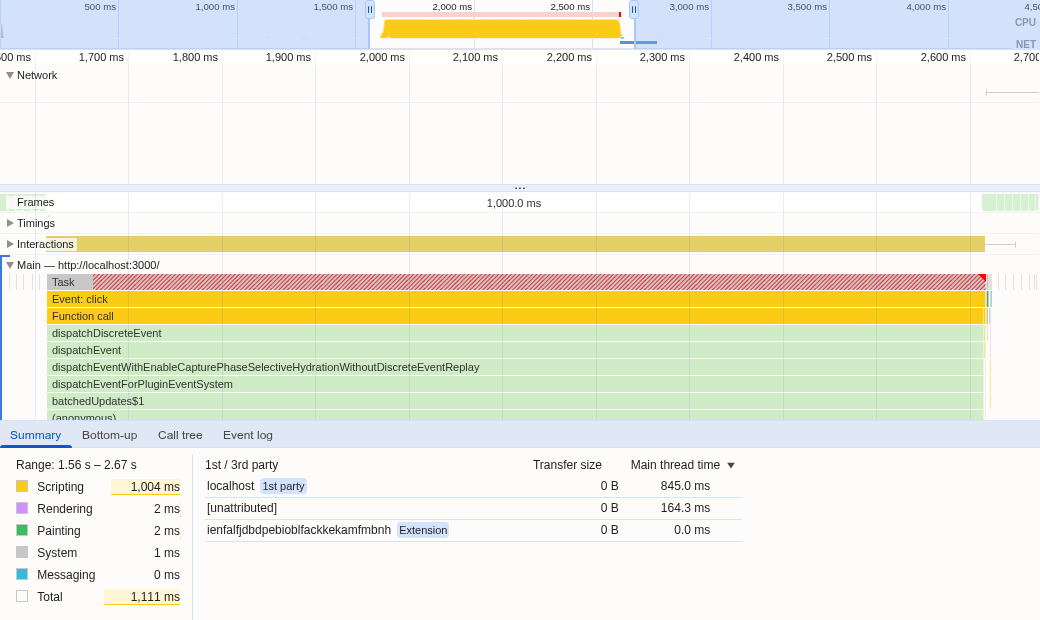 500 ms 1,000 ms 1,500 ms 2,000 ms 2,500 ms 3,000 ms 3,500 ms 4,000 ms 4,50
CPU
NET
600 ms 1,700 ms 1,800 ms 1,900 ms 2,000 ms 2,100 ms 2,200 ms 2,300 ms 2,400 ms 2,500 ms 2,600 ms 2,700
Network
...
Frames 1,000.0 ms
Timings
Interactions
Main — http://localhost:3000/
Task
Event: click
Function call
dispatchDiscreteEvent
dispatchEvent
dispatchEventWithEnableCapturePhaseSelectiveHydrationWithoutDiscreteEventReplay
dispatchEventForPluginEventSystem
batchedUpdates$1
(anonymous)
Summary Bottom-up Call tree Event log
Range: 1.56 s – 2.67 s
Scripting 1,004 ms
Rendering 2 ms
Painting 2 ms
System 1 ms
Messaging 0 ms
Total 1,111 ms
1st / 3rd party Transfer size Main thread time
localhost 1st party 0 B 845.0 ms
[unattributed] 0 B 164.3 ms
ienfalfjdbdpebioblfackkekamfmbnh Extension 0 B 0.0 ms